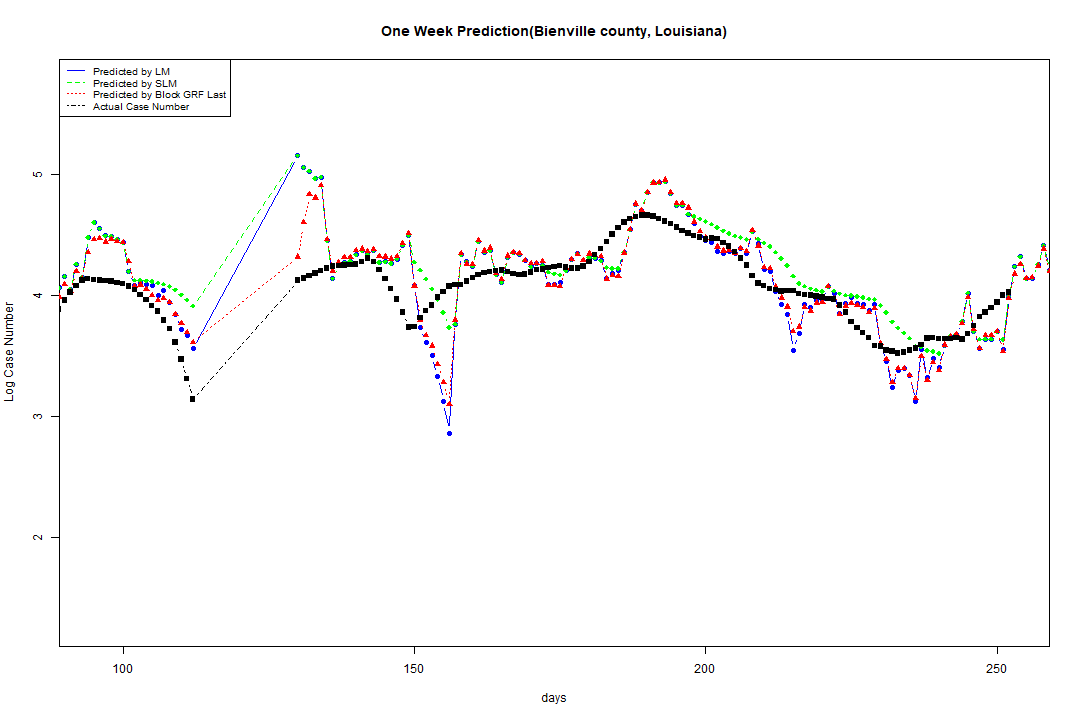 One Week Prediction(Bienville county, Louisiana)
Predicted by LM
Predicted by SLM
Predicted by Block GRF Last
Actual Case Number
5
4
3
2
Log Case Number
100 150 200 250
days